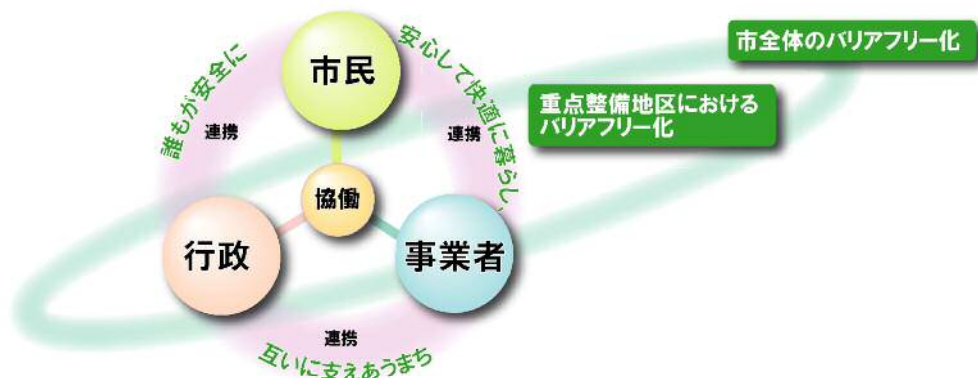 市全体のバリアフリー化
重点整備地区における
バリアフリー化
誰もが安全に
安心して快適に暮らし、
互いに支えあうまち
市民
連携
連携
協働
行政
事業者
連携